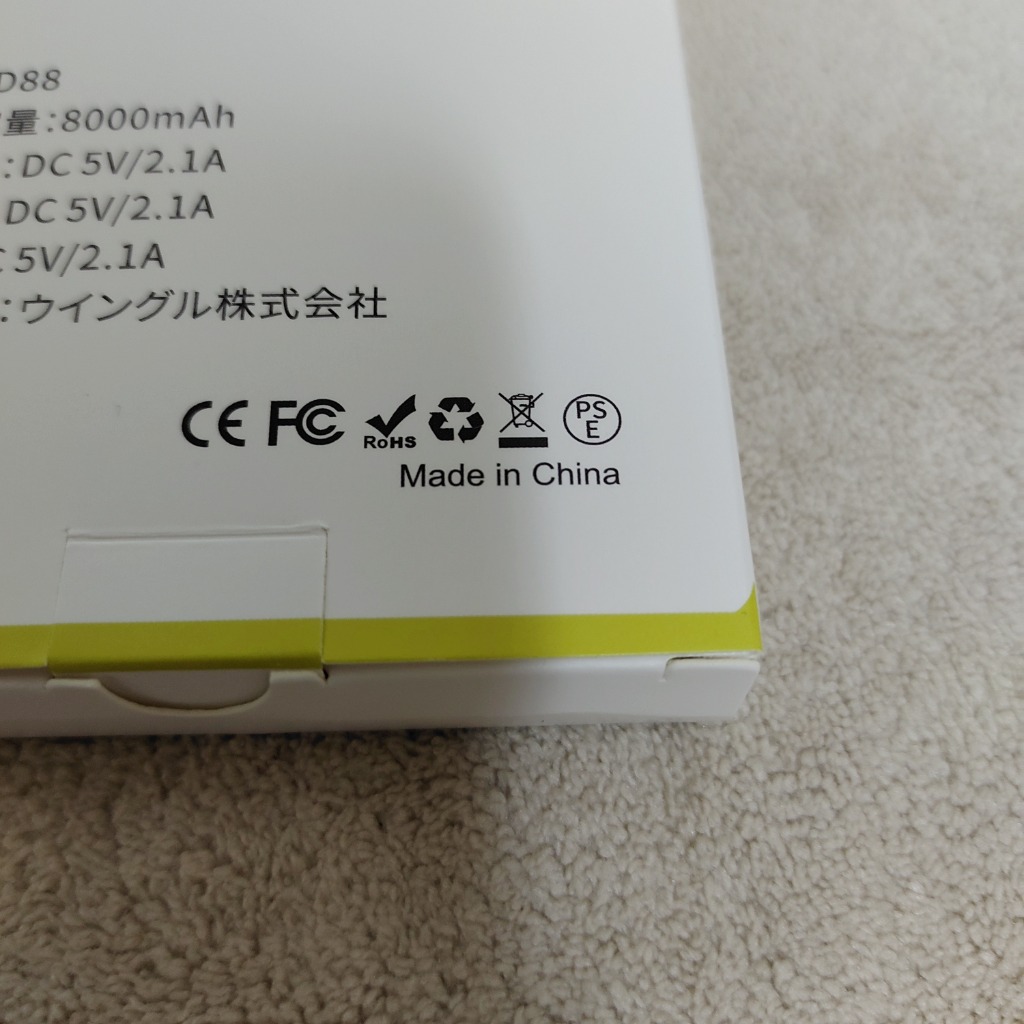 D88
量:8000mAh
:DC 5V/2.1A
DC 5V/2.1A
C 5V/2.1A
:ウイングル株式会社
CE FC RoHS PSE
Made in China